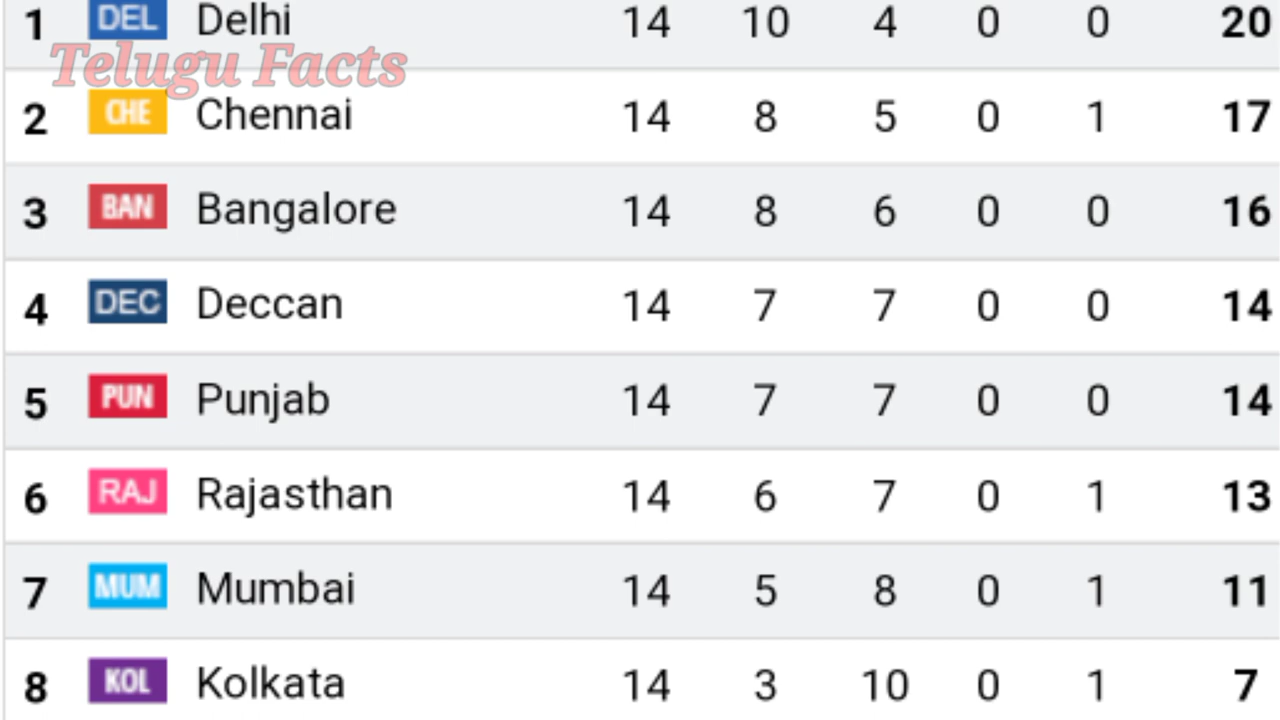 1 DEL Delhi 14 10 4 0 0 20
Telugu Facts
2 CHE Chennai 14 8 5 0 1 17
3 BAN Bangalore 14 8 6 0 0 16
4 DEC Deccan 14 7 7 0 0 14
5 PUN Punjab 14 7 7 0 0 14
6 RAJ Rajasthan 14 6 7 0 1 13
7 MUM Mumbai 14 5 8 0 1 11
8 KOL Kolkata 14 3 10 0 1 7